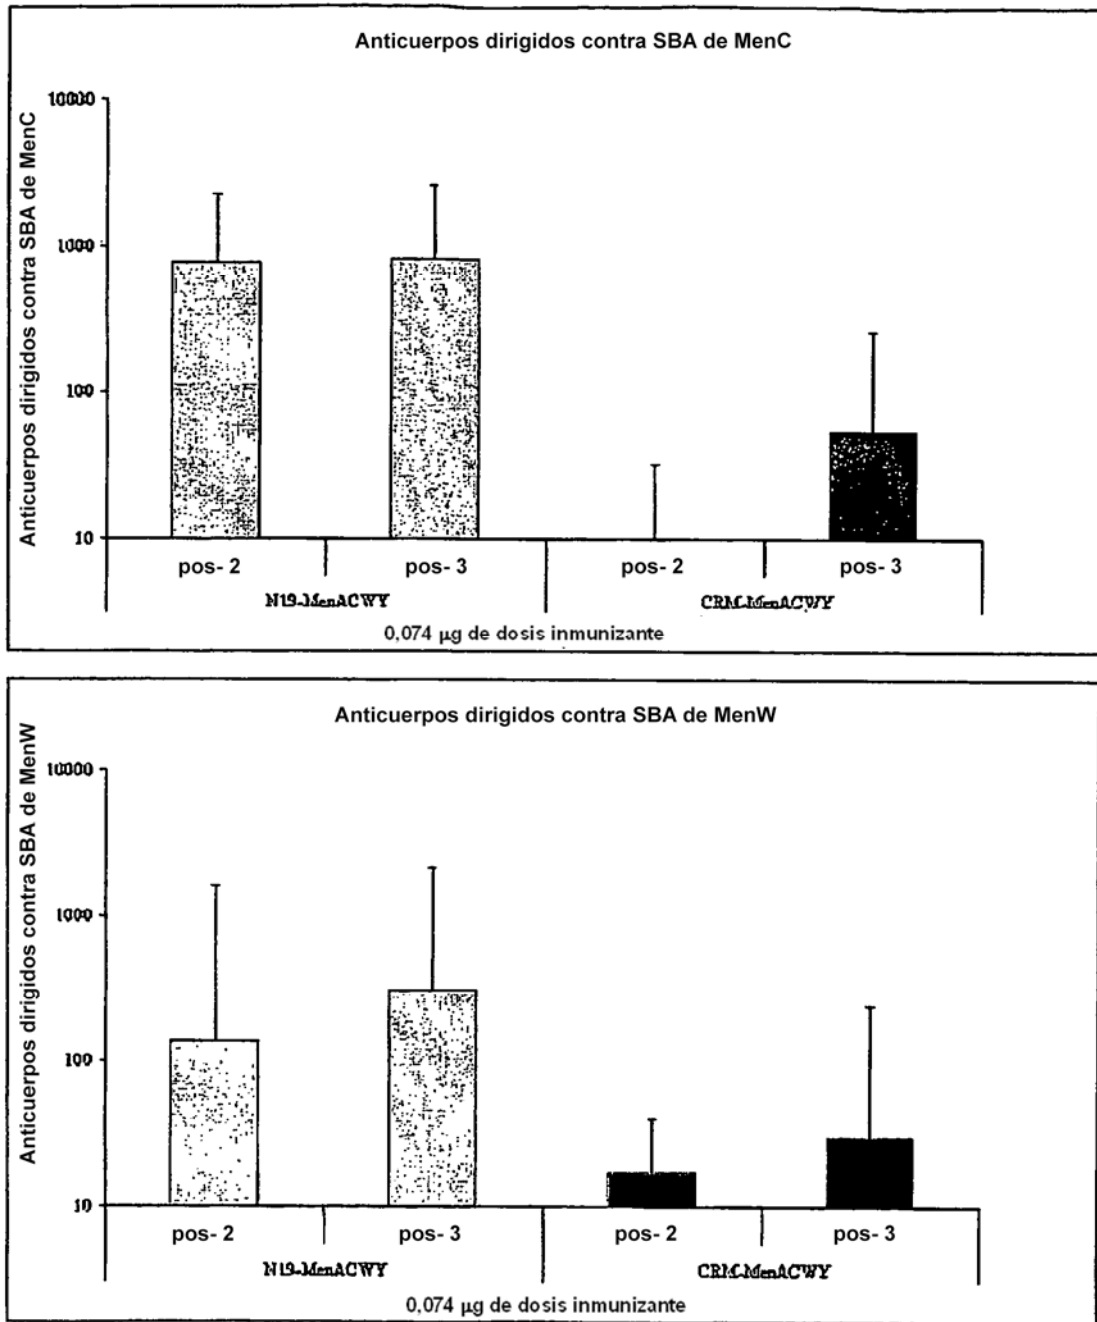 Anticuerpos dirigidos contra SBA de MenC
Anticuerpos dirigidos contra SBA de MenC
10000
1000
100
10
pos- 2
pos- 3
pos- 2
pos- 3
N19-MenACWY
CRM-MenACWY
0,074 µg de dosis inmunizante
Anticuerpos dirigidos contra SBA de MenW
Anticuerpos dirigidos contra SBA de MenW
10000
1000
100
10
pos- 2
pos- 3
pos- 2
pos- 3
N19-MenACWY
CRM-MenACWY
0,074 µg de dosis inmunizante